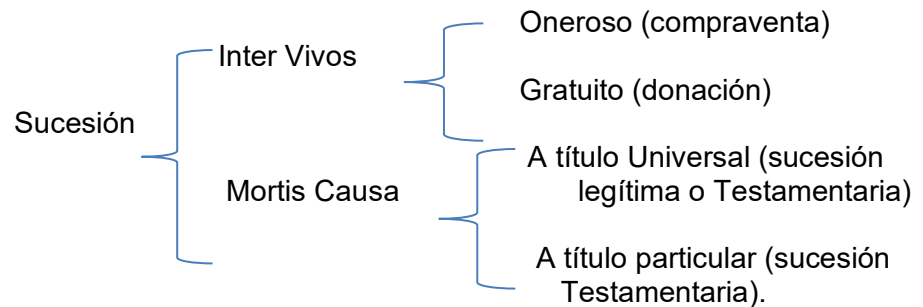 Sucesión
Inter Vivos
Oneroso (compraventa)
Gratuito (donación)
Mortis Causa
A título Universal (sucesión
legítima o Testamentaria)
A título particular (sucesión
Testamentaria).